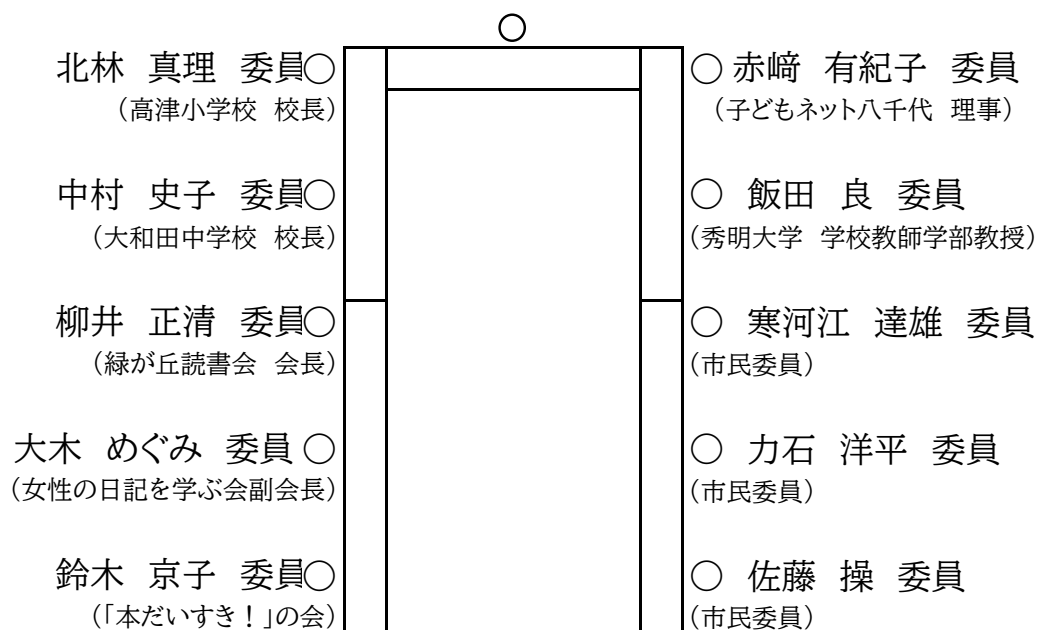 ○
北林 真理 委員○
（高津小学校 校長）
中村 史子 委員○
（大和田中学校 校長）
柳井 正清 委員○
（緑が丘読書会 会長）
大木 めぐみ 委員 ○
（女性の日記を学ぶ会副会長）
鈴木 京子 委員○
（「本だいすき！」の会）
○ 赤﨑 有紀子 委員
（子どもネット八千代 理事）
○ 飯田 良 委員
（秀明大学 学校教師学部教授）
○ 寒河江 達雄 委員
（市民委員）
○ 力石 洋平 委員
（市民委員）
○ 佐藤 操 委員
（市民委員）